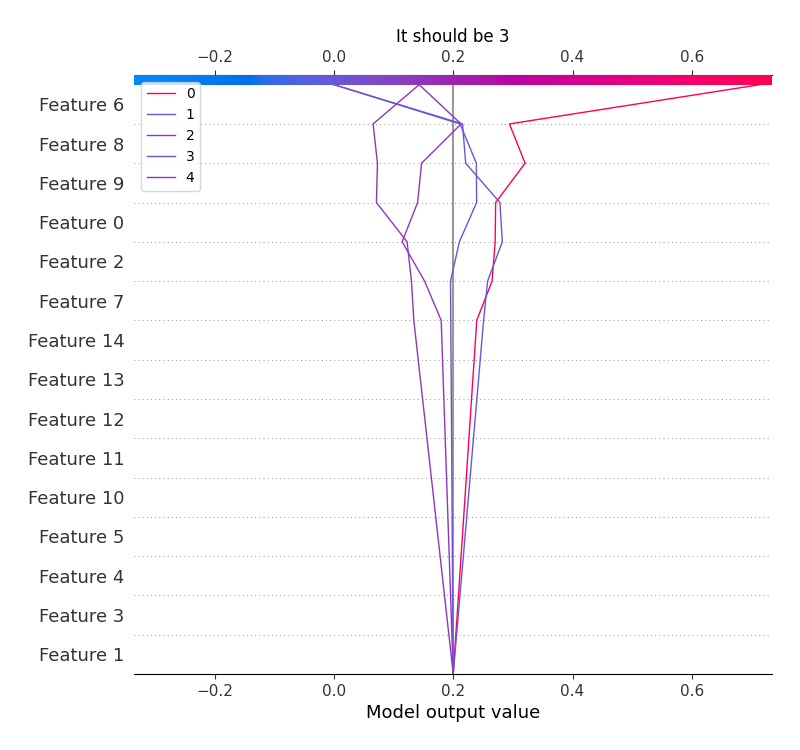 It should be 3
−0.2 0.0 0.2 0.4 0.6
0
1
2
3
4
Feature 6
Feature 8
Feature 9
Feature 0
Feature 2
Feature 7
Feature 14
Feature 13
Feature 12
Feature 11
Feature 10
Feature 5
Feature 4
Feature 3
Feature 1
−0.2 0.0 0.2 0.4 0.6
Model output value